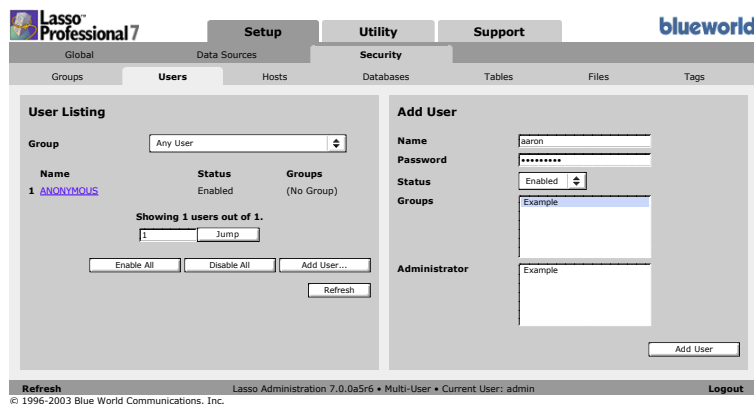 Lasso™
Professional 7
Setup
Utility
Support
blueworld
Global
Data Sources
Security
Groups
Users
Hosts
Databases
Tables
Files
Tags
User Listing
Group
Any User
Name Status Groups
1 ANONYMOUS Enabled (No Group)
Showing 1 users out of 1.
1 Jump
Enable All
Disable All
Add User...
Refresh
Add User
Name aaron
Password •••••••••
Status Enabled
Groups Example
Administrator Example
Add User
Refresh Lasso Administration 7.0.0a5r6 • Multi-User • Current User: admin Logout
© 1996-2003 Blue World Communications, Inc.